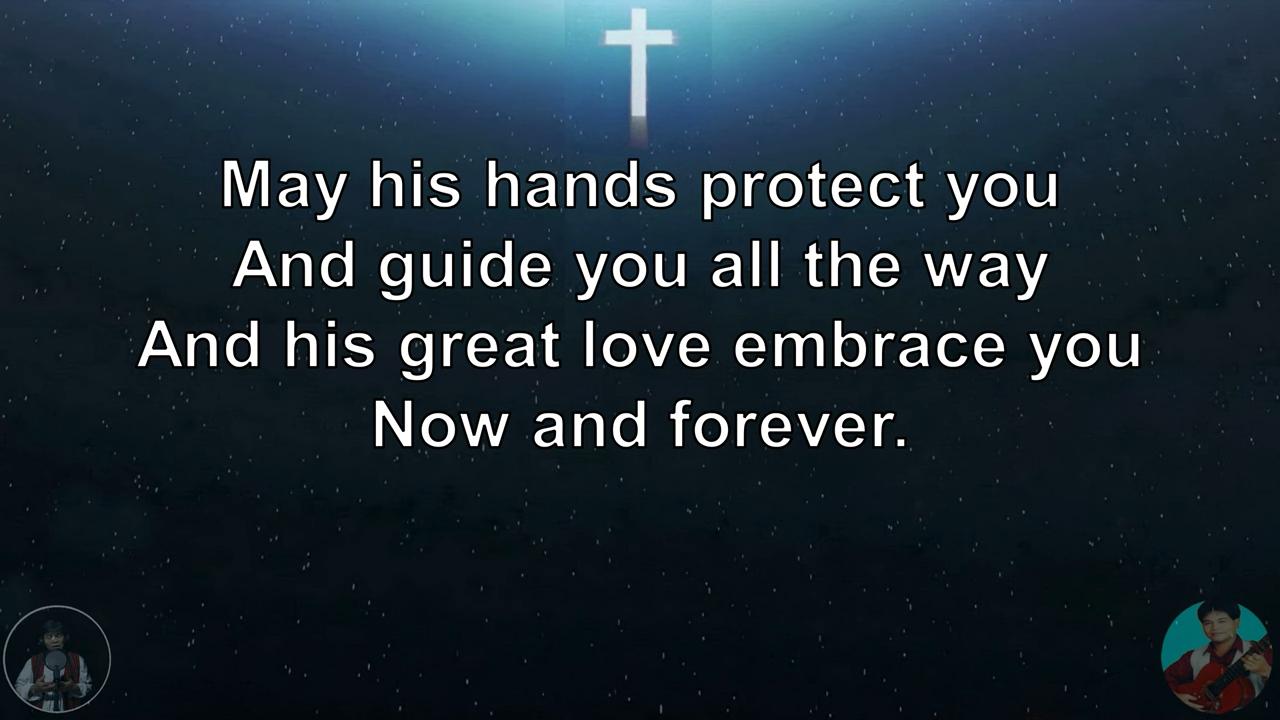 May his hands protect you
And guide you all the way
And his great love embrace you
Now and forever.